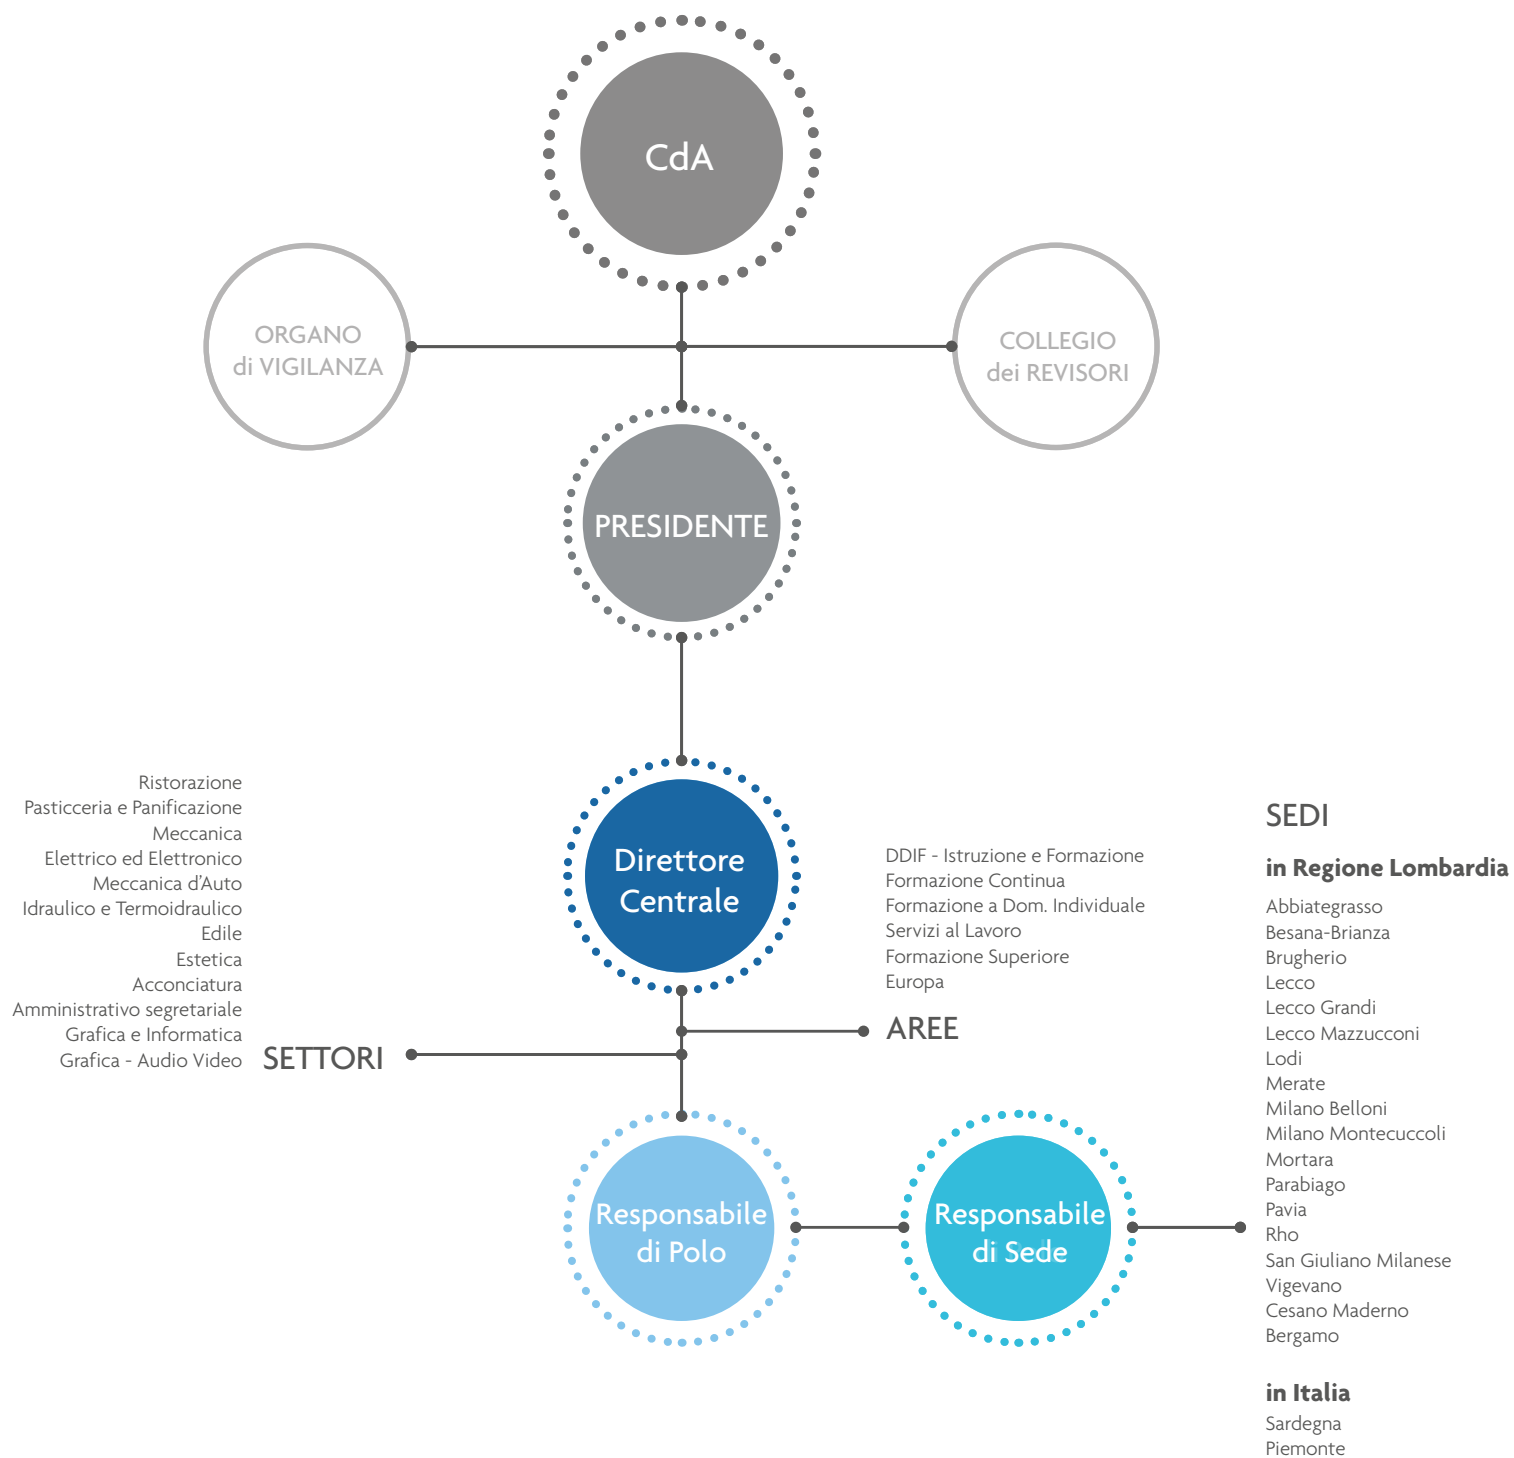 CdA
ORGANO
di VIGILANZA
COLLEGIO
dei REVISORI
PRESIDENTE
Direttore
Centrale
Ristorazione
Pasticceria e Panificazione
Meccanica
Elettrico ed Elettronico
Meccanica d'Auto
Idraulico e Termoidraulico
Edile
Estetica
Acconciatura
Amministrativo segretariale
Grafica e Informatica
Grafica - Audio Video
SETTORI
DDIF - Istruzione e Formazione
Formazione Continua
Formazione a Dom. Individuale
Servizi al Lavoro
Formazione Superiore
Europa
AREE
Responsabile
di Polo
Responsabile
di Sede
SEDI
in Regione Lombardia
Abbiategrasso
Besana-Brianza
Brugherio
Lecco
Lecco Grandi
Lecco Mazzucconi
Lodi
Merate
Milano Belloni
Milano Montecuccoli
Mortara
Parabiago
Pavia
Rho
San Giuliano Milanese
Vigevano
Cesano Maderno
Bergamo
in Italia
Sardegna
Piemonte